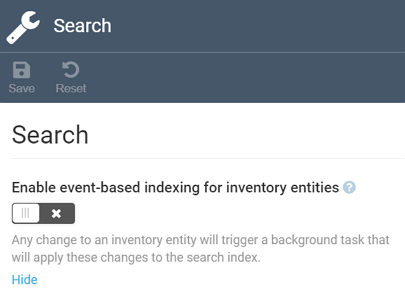 Search
Save Reset
Search
Enable event-based indexing for inventory entities ?
Any change to an inventory entity will trigger a background task that
will apply these changes to the search index.
Hide